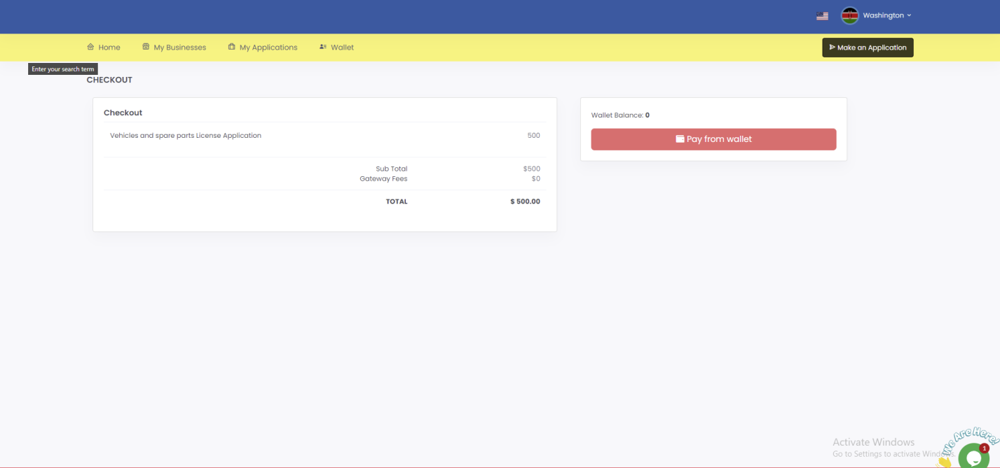 Washington
Home
My Businesses
My Applications
Wallet
Make an Application
Enter your search term
CHECKOUT
Checkout
Vehicles and spare parts License Application 500
Sub Total $500
Gateway Fees $0
TOTAL $ 500.00
Wallet Balance: 0
Pay from wallet
Activate Windows
Go to Settings to activate Windows.
We Are Here!
1